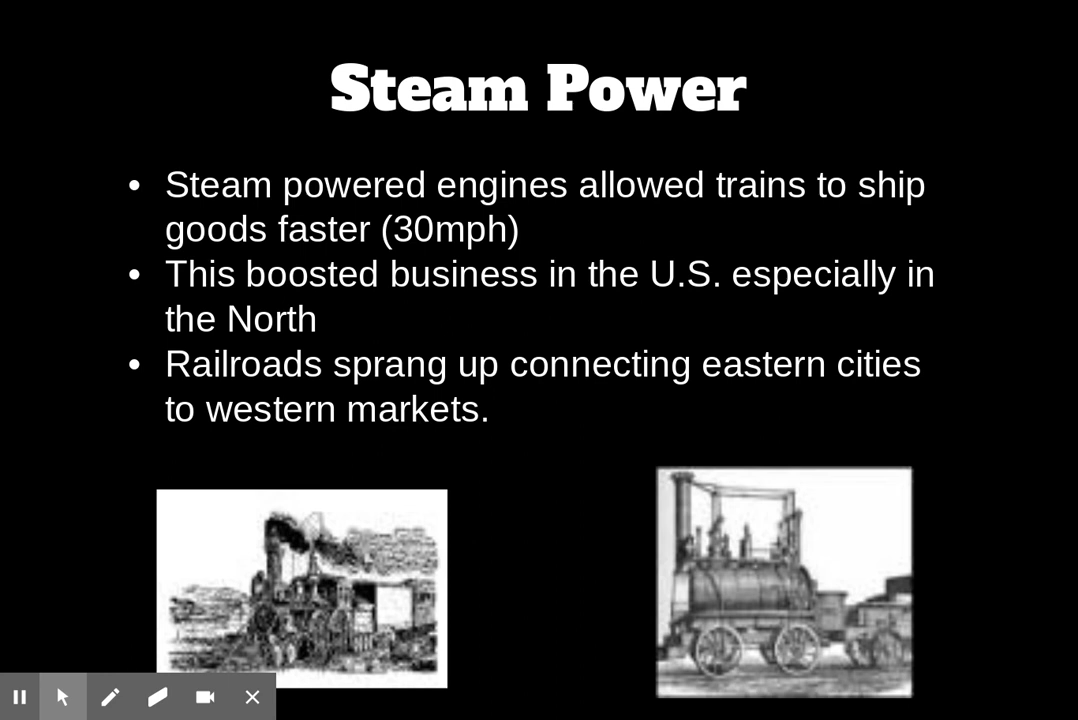 Steam Power
• Steam powered engines allowed trains to ship
goods faster (30mph)
• This boosted business in the U.S. especially in
the North
• Railroads sprang up connecting eastern cities
to western markets.